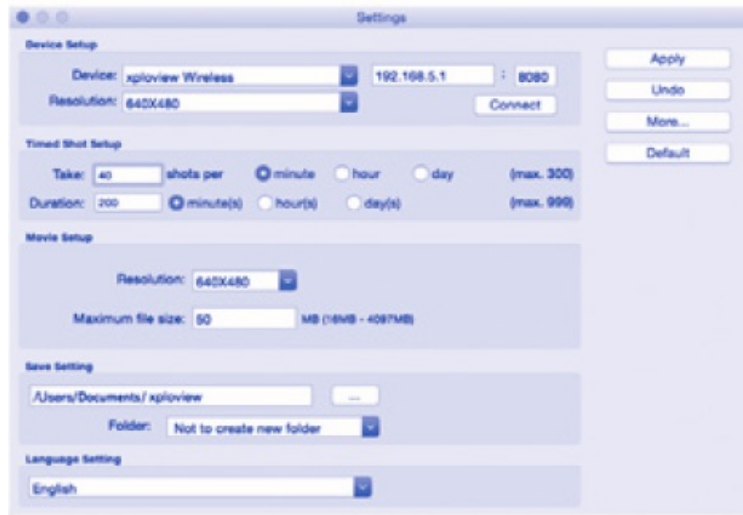 Settings
Device Setup
Device: xploview Wireless 192.168.5.1 : 8080
Resolution: 640X480 Connect
Timed Shot Setup
Take: 40 shots per minute hour day (max. 300)
Duration: 200 minute(s) hour(s) day(s) (max. 999)
Movie Setup
Resolution: 640X480
Maximum file size: 50 MB (16MB - 4097MB)
Save Setting
/Users/Documents/ xploview ...
Folder: Not to create new folder
Language Setting
English
Apply
Undo
More...
Default